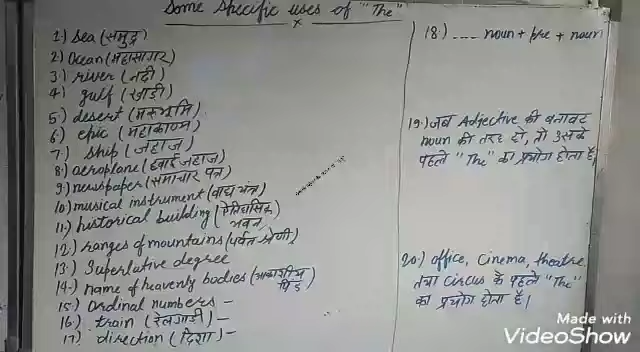 Some Specific uses of "The"
x
1.) Sea (समुद्र)
2.) Ocean (महासागर)
3.) river (नदी)
4.) gulf (खाड़ी)
5.) desert (मरुभूमि)
6.) epic (महाकाव्य)
7.) Ship (जहाज)
8.) aeroplane (हवाई जहाज)
9.) newspaper (समाचार पत्र)
10.) musical instrument (वाद्य यंत्र)
11.) historical building (ऐतिहासिक
भवन)
12.) ranges of mountains (पर्वत श्रेणी)
13.) Superlative degree
14.) name of heavenly bodies (आकाशीय
पिंड)
15.) Ordinal numbers -
16.) train (रेलगाड़ी) -
17.) direction (दिशा) -
18.) ---- noun + pre + noun
19.) जब Adjective की बनावट
noun की तरह हो, तो उसके
पहले "The" का प्रयोग होता है,
20.) office, Cinema, theatre
तथा Circus के पहले "The"
का प्रयोग होता है।
Made with
VideoShow